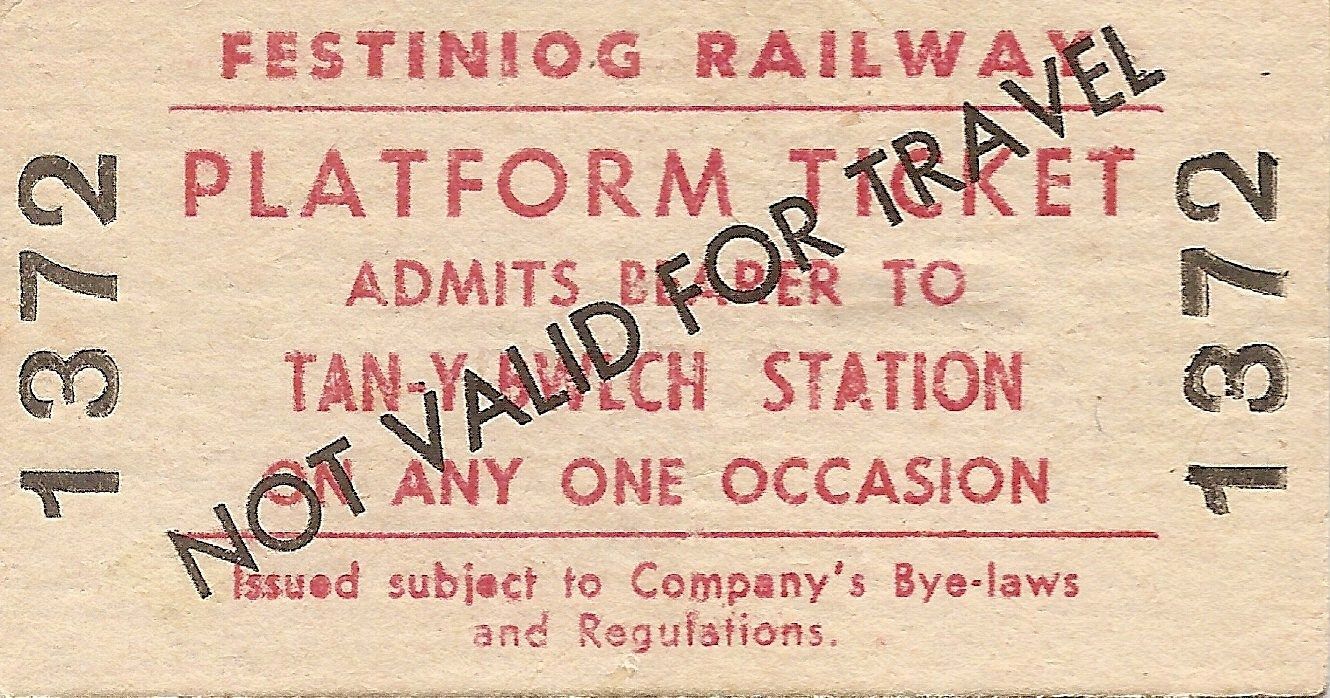 FESTINIOG RAILWAY
PLATFORM TICKET
ADMITS BEARER TO
TAN-Y-BWLCH STATION
ON ANY ONE OCCASION
Issued subject to Company's Bye-laws
and Regulations.
NOT VALID FOR TRAVEL
1372
1372